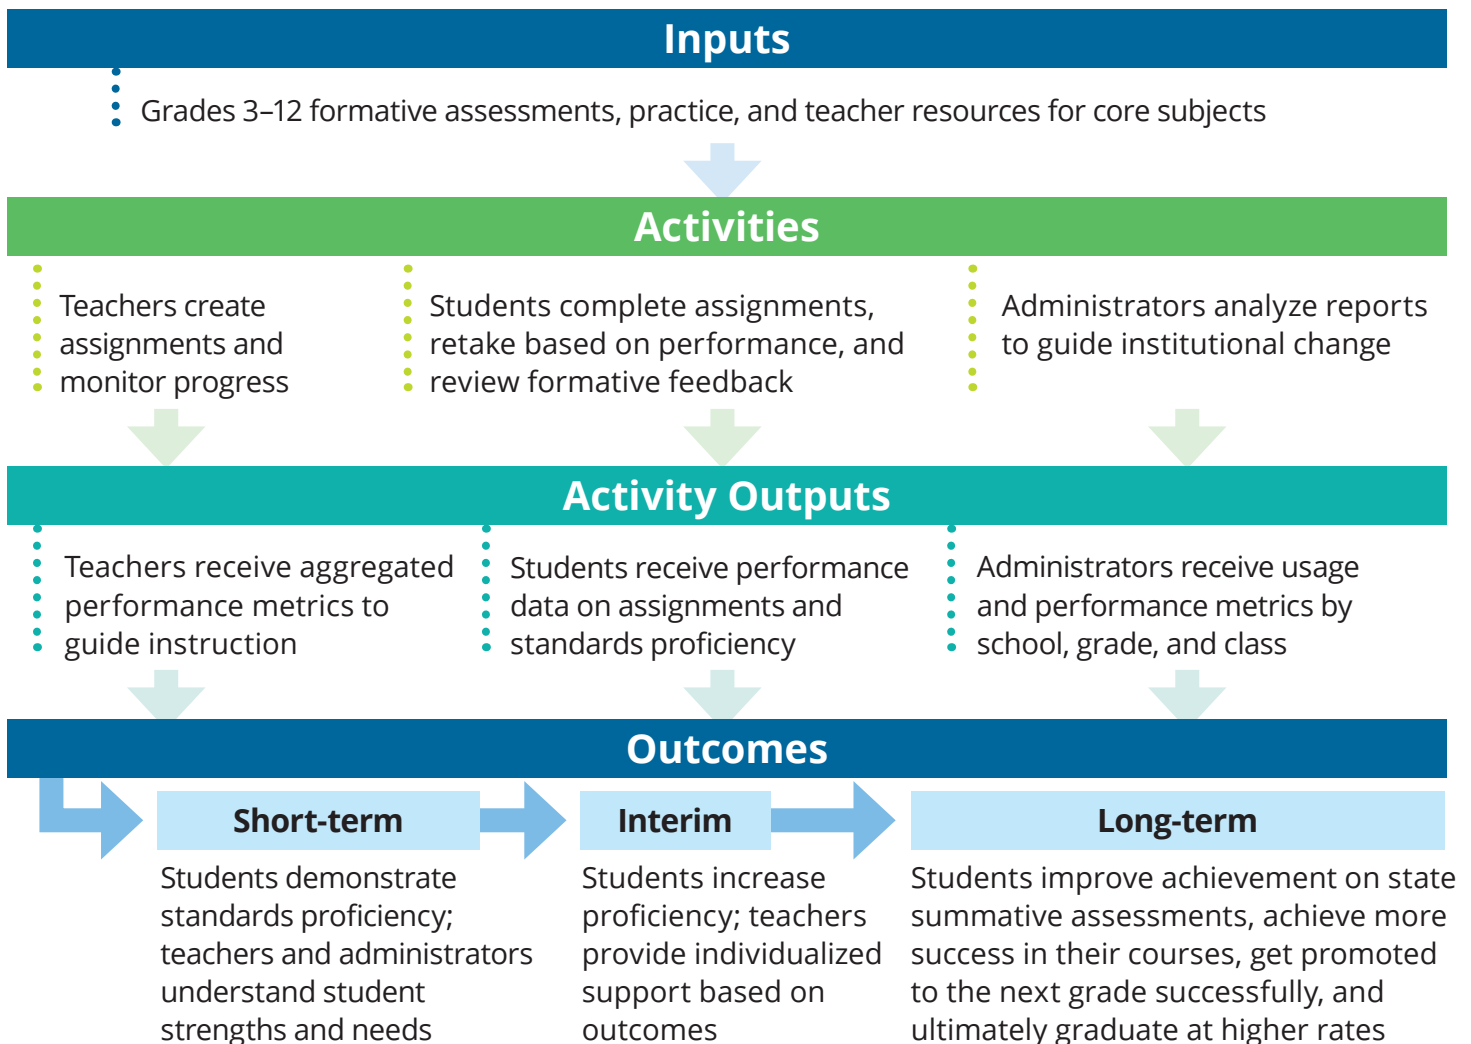 Inputs
Grades 3–12 formative assessments, practice, and teacher resources for core subjects
Activities
Teachers create
assignments and
monitor progress
Students complete assignments,
retake based on performance, and
review formative feedback
Administrators analyze reports
to guide institutional change
Activity Outputs
Teachers receive aggregated
performance metrics to
guide instruction
Students receive performance
data on assignments and
standards proficiency
Administrators receive usage
and performance metrics by
school, grade, and class
Outcomes
Short-term
Students demonstrate
standards proficiency;
teachers and administrators
understand student
strengths and needs
Interim
Students increase
proficiency; teachers
provide individualized
support based on
outcomes
Long-term
Students improve achievement on state
summative assessments, achieve more
success in their courses, get promoted
to the next grade successfully, and
ultimately graduate at higher rates